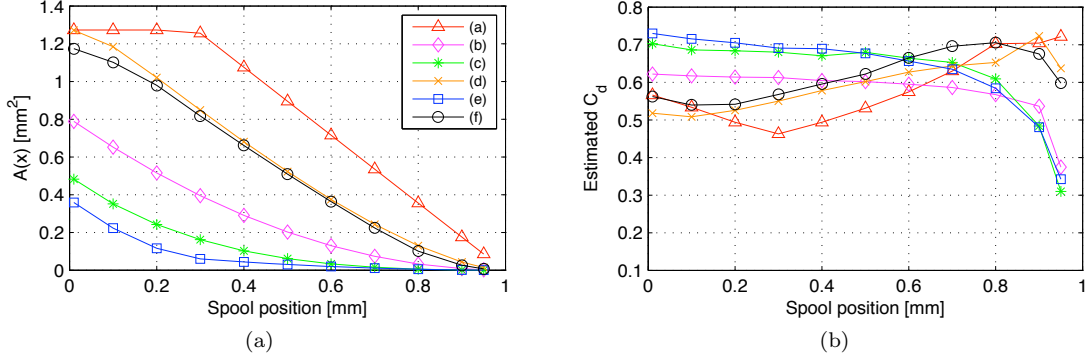 1.4
1.2
1
0.8
0.6
0.4
0.2
0
A(x) [mm²]
(a)
(b)
(c)
(d)
(e)
(f)
0 0.2 0.4 0.6 0.8 1
Spool position [mm]
(a)
0.8
0.7
0.6
0.5
0.4
0.3
0.2
0.1
Estimated C_d
0 0.2 0.4 0.6 0.8 1
Spool position [mm]
(b)